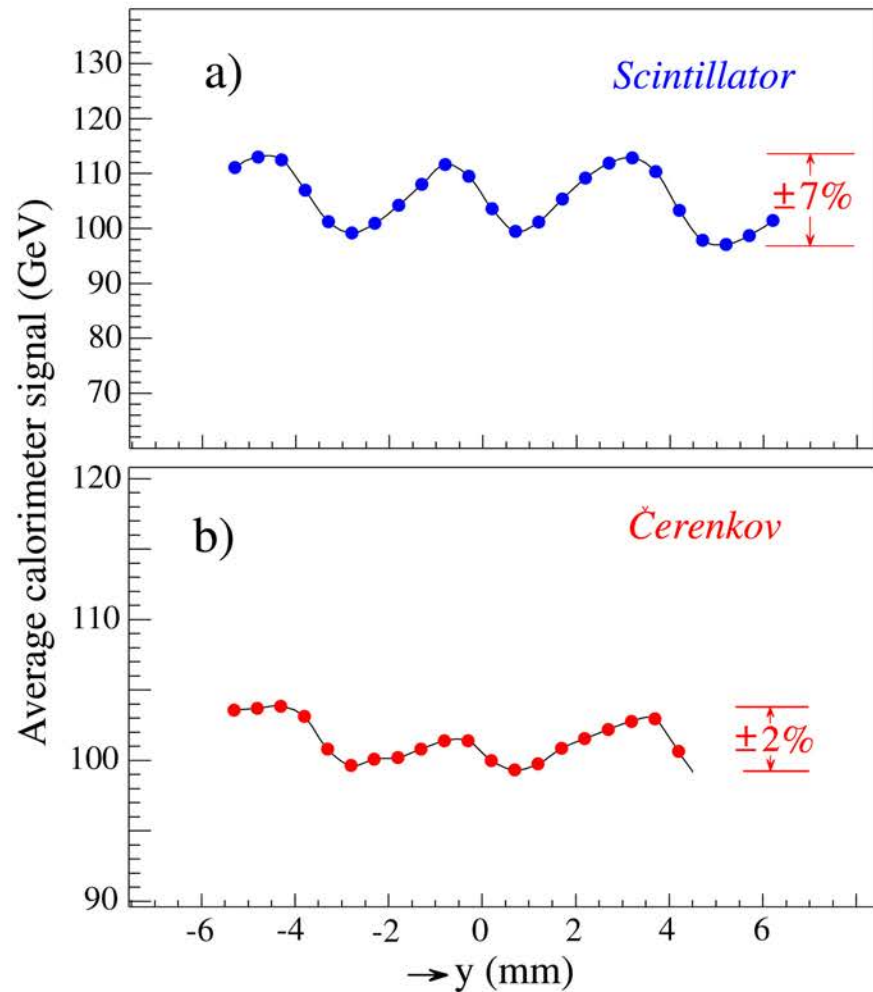 Average calorimeter signal (GeV)
a)
Scintillator
130
120
110
100
90
80
70
±7%
b)
Čerenkov
120
110
100
90
±2%
-6 -4 -2 0 2 4 6
→ y (mm)